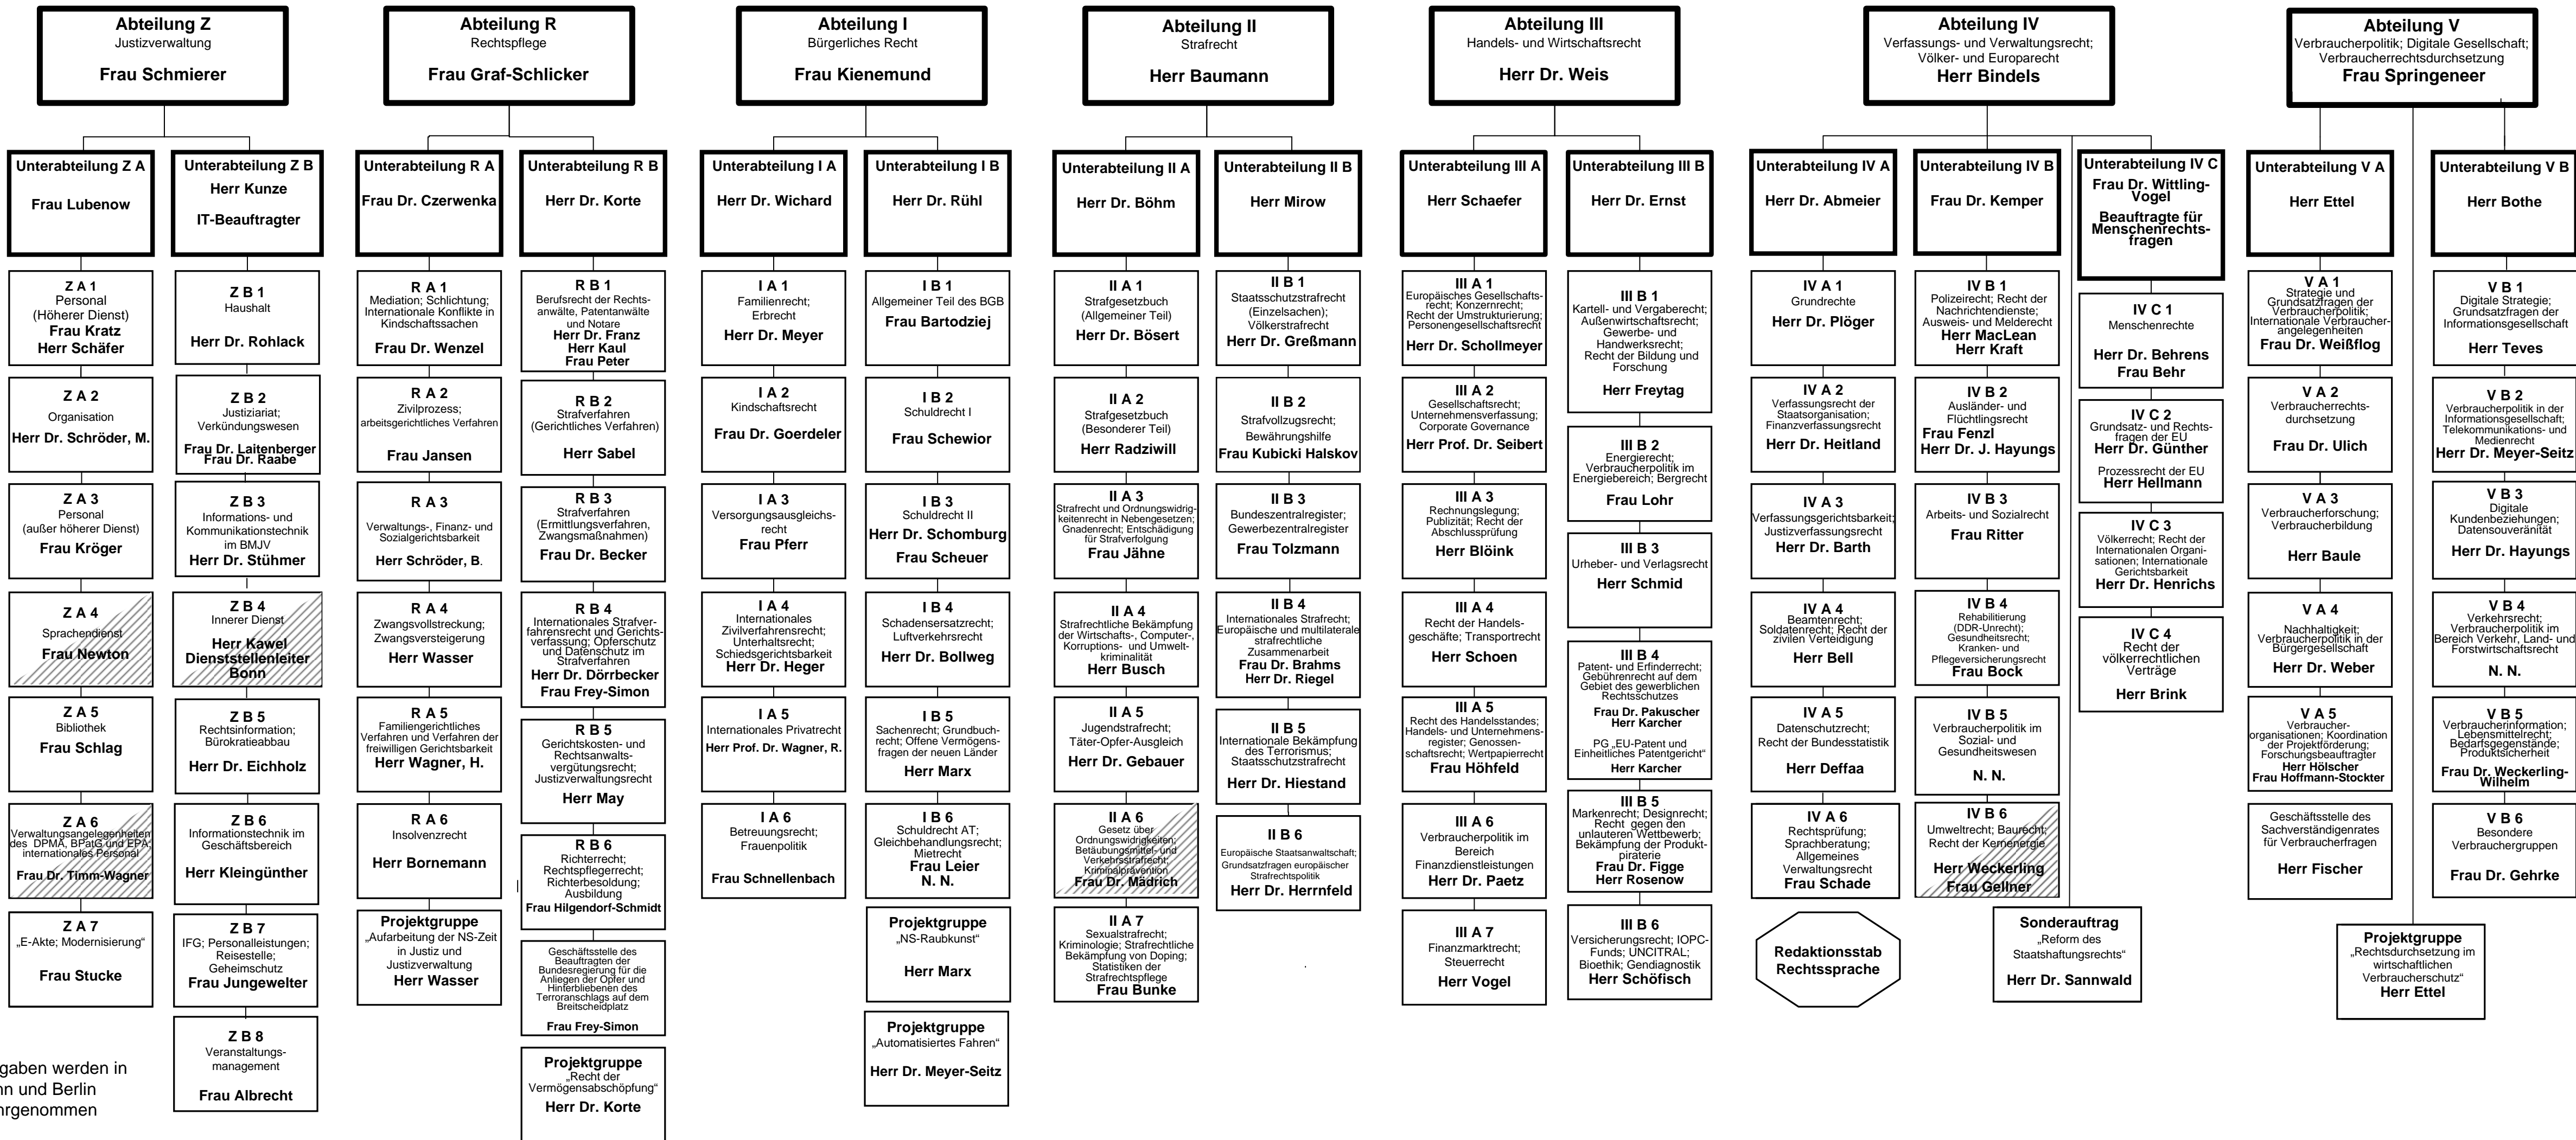 Abteilung Z
Justizverwaltung
Frau Schmierer
Unterabteilung Z A
Frau Lubenow
Z A 1
Personal
(Höherer Dienst)
Frau Kratz
Herr Schäfer
Z A 2
Organisation
Herr Dr. Schröder, M.
Z A 3
Personal
(außer höherer Dienst)
Frau Kröger
Z A 4
Sprachendienst
Frau Newton
Z A 5
Bibliothek
Frau Schlag
Z A 6
Verwaltungsangelegenheiten
des DPMA, BPatG und EPA;
internationales Personal
Frau Dr. Timm-Wagner
Z A 7
„E-Akte; Modernisierung“
Frau Stucke
Unterabteilung Z B
Herr Kunze
IT-Beauftragter
Z B 1
Haushalt
Herr Dr. Rohlack
Z B 2
Justiziariat;
Verkündungswesen
Frau Dr. Laitenberger
Frau Dr. Raabe
Z B 3
Informations- und
Kommunikationstechnik
im BMJV
Herr Dr. Stühmer
Z B 4
Innerer Dienst
Herr Kawel
Dienststellenleiter
Bonn
Z B 5
Rechtsinformation;
Bürokratieabbau
Herr Dr. Eichholz
Z B 6
Informationstechnik im
Geschäftsbereich
Herr Kleingünther
Z B 7
IFG; Personalleistungen;
Reisestelle;
Geheimschutz
Frau Jungewelter
Z B 8
Veranstaltungs-
management
Frau Albrecht
gaben werden in
nn und Berlin
hrgenommen
Abteilung R
Rechtspflege
Frau Graf-Schlicker
Unterabteilung R A
Frau Dr. Czerwenka
R A 1
Mediation; Schlichtung;
Internationale Konflikte in
Kindschaftssachen
Frau Dr. Wenzel
R A 2
Zivilprozess;
arbeitsgerichtliches Verfahren
Frau Jansen
R A 3
Verwaltungs-, Finanz- und
Sozialgerichtsbarkeit
Herr Schröder, B.
R A 4
Zwangsvollstreckung;
Zwangsversteigerung
Herr Wasser
R A 5
Familiengerichtliches
Verfahren und Verfahren der
freiwilligen Gerichtsbarkeit
Herr Wagner, H.
R A 6
Insolvenzrecht
Herr Bornemann
Projektgruppe
„Aufarbeitung der NS-Zeit
in Justiz und
Justizverwaltung
Herr Wasser
Unterabteilung R B
Herr Dr. Korte
R B 1
Berufsrecht der Rechts-
anwälte, Patentanwälte
und Notare
Herr Dr. Franz
Herr Kaul
Frau Peter
R B 2
Strafverfahren
(Gerichtliches Verfahren)
Herr Sabel
R B 3
Strafverfahren
(Ermittlungsverfahren,
Zwangsmaßnahmen)
Frau Dr. Becker
R B 4
Internationales Strafver-
fahrensrecht und Gerichts-
verfassung; Opferschutz
und Datenschutz im
Strafverfahren
Herr Dr. Dörrbecker
Frau Frey-Simon
R B 5
Gerichtskosten- und
Rechtsanwalts-
vergütungsrecht;
Justizverwaltungsrecht
Herr May
R B 6
Richterrecht;
Rechtspflegerrecht;
Richterbesoldung;
Ausbildung
Frau Hilgendorf-Schmidt
Geschäftsstelle des
Beauftragten der
Bundesregierung für die
Anliegen der Opfer und
Hinterbliebenen des
Terroranschlags auf dem
Breitscheidplatz
Frau Frey-Simon
Projektgruppe
„Recht der
Vermögensabschöpfung“
Herr Dr. Korte
Abteilung I
Bürgerliches Recht
Frau Kienemund
Unterabteilung I A
Herr Dr. Wichard
I A 1
Familienrecht;
Erbrecht
Herr Dr. Meyer
I A 2
Kindschaftsrecht
Frau Dr. Goerdeler
I A 3
Versorgungsausgleichs-
recht
Frau Pferr
I A 4
Internationales
Zivilverfahrensrecht;
Unterhaltsrecht;
Schiedsgerichtsbarkeit
Herr Dr. Heger
I A 5
Internationales Privatrecht
Herr Prof. Dr. Wagner, R.
I A 6
Betreuungsrecht;
Frauenpolitik
Frau Schnellenbach
Unterabteilung I B
Herr Dr. Rühl
I B 1
Allgemeiner Teil des BGB
Frau Bartodziej
I B 2
Schuldrecht I
Frau Schewior
I B 3
Schuldrecht II
Herr Dr. Schomburg
Frau Scheuer
I B 4
Schadensersatzrecht;
Luftverkehrsrecht
Herr Dr. Bollweg
I B 5
Sachenrecht; Grundbuch-
recht; Offene Vermögens-
fragen der neuen Länder
Herr Marx
I B 6
Schuldrecht AT;
Gleichbehandlungsrecht;
Mietrecht
Frau Leier
N. N.
Projektgruppe
„NS-Raubkunst“
Herr Marx
Projektgruppe
„Automatisiertes Fahren“
Herr Dr. Meyer-Seitz
Abteilung II
Strafrecht
Herr Baumann
Unterabteilung II A
Herr Dr. Böhm
II A 1
Strafgesetzbuch
(Allgemeiner Teil)
Herr Dr. Bösert
II A 2
Strafgesetzbuch
(Besonderer Teil)
Herr Radziwill
II A 3
Strafrecht und Ordnungswidrig-
keitenrecht in Nebengesetzen;
Gnadenrecht; Entschädigung
für Strafverfolgung
Frau Jähne
II A 4
Strafrechtliche Bekämpfung
der Wirtschafts-, Computer-,
Korruptions- und Umwelt-
kriminalität
Herr Busch
II A 5
Jugendstrafrecht;
Täter-Opfer-Ausgleich
Herr Dr. Gebauer
II A 6
Gesetz über
Ordnungswidrigkeiten;
Betäubungsmittel- und
Verkehrsstrafrecht;
Kriminalprävention
Frau Dr. Mädrich
II A 7
Sexualstrafrecht;
Kriminologie; Strafrechtliche
Bekämpfung von Doping;
Statistiken der
Strafrechtspflege
Frau Bunke
Unterabteilung II B
Herr Mirow
II B 1
Staatsschutzstrafrecht
(Einzelsachen);
Völkerstrafrecht
Herr Dr. Greßmann
II B 2
Strafvollzugsrecht;
Bewährungshilfe
Frau Kubicki Halskov
II B 3
Bundeszentralregister;
Gewerbezentralregister
Frau Tolzmann
II B 4
Internationales Strafrecht;
Europäische und multilaterale
strafrechtliche
Zusammenarbeit
Frau Dr. Brahms
Herr Dr. Riegel
II B 5
Internationale Bekämpfung
des Terrorismus;
Staatsschutzstrafrecht
Herr Dr. Hiestand
II B 6
Europäische Staatsanwaltschaft;
Grundsatzfragen europäischer
Strafrechtspolitik
Herr Dr. Herrnfeld
Abteilung III
Handels- und Wirtschaftsrecht
Herr Dr. Weis
Unterabteilung III A
Herr Schaefer
III A 1
Europäisches Gesellschafts-
recht; Konzernrecht;
Recht der Umstrukturierung;
Personengesellschaftsrecht
Herr Dr. Schollmeyer
III A 2
Gesellschaftsrecht;
Unternehmensverfassung;
Corporate Governance
Herr Prof. Dr. Seibert
III A 3
Rechnungslegung;
Publizität; Recht der
Abschlussprüfung
Herr Blöink
III A 4
Recht der Handels-
geschäfte; Transportrecht
Herr Schoen
III A 5
Recht des Handelsstandes;
Handels- und Unternehmens-
register; Genossen-
schaftsrecht; Wertpapierrecht
Frau Höhfeld
III A 6
Verbraucherpolitik im
Bereich
Finanzdienstleistungen
Herr Dr. Paetz
III A 7
Finanzmarktrecht;
Steuerrecht
Herr Vogel
Unterabteilung III B
Herr Dr. Ernst
III B 1
Kartell- und Vergaberecht;
Außenwirtschaftsrecht;
Gewerbe- und
Handwerksrecht;
Recht der Bildung und
Forschung
Herr Freytag
III B 2
Energierecht;
Verbraucherpolitik im
Energiebereich; Bergrecht
Frau Lohr
III B 3
Urheber- und Verlagsrecht
Herr Schmid
III B 4
Patent- und Erfinderrecht;
Gebührenrecht auf dem
Gebiet des gewerblichen
Rechtsschutzes
Frau Dr. Pakuscher
Herr Karcher
PG „EU-Patent und
Einheitliches Patentgericht“
Herr Karcher
III B 5
Markenrecht; Designrecht;
Recht gegen den
unlauteren Wettbewerb;
Bekämpfung der Produkt-
piraterie
Frau Dr. Figge
Herr Rosenow
III B 6
Versicherungsrecht; IOPC-
Funds; UNCITRAL;
Bioethik; Gendiagnostik
Herr Schöfisch
Abteilung IV
Verfassungs- und Verwaltungsrecht;
Völker- und Europarecht
Herr Bindels
Unterabteilung IV A
Herr Dr. Abmeier
IV A 1
Grundrechte
Herr Dr. Plöger
IV A 2
Verfassungsrecht der
Staatsorganisation;
Finanzverfassungsrecht
Herr Dr. Heitland
IV A 3
Verfassungsgerichtsbarkeit;
Justizverfassungsrecht
Herr Dr. Barth
IV A 4
Beamtenrecht;
Soldatenrecht; Recht der
zivilen Verteidigung
Herr Bell
IV A 5
Datenschutzrecht;
Recht der Bundesstatistik
Herr Deffaa
IV A 6
Rechtsprüfung;
Sprachberatung;
Allgemeines
Verwaltungsrecht
Frau Schade
Redaktionsstab
Rechtssprache
Unterabteilung IV B
Frau Dr. Kemper
IV B 1
Polizeirecht; Recht der
Nachrichtendienste;
Ausweis- und Melderecht
Herr MacLean
Herr Kraft
IV B 2
Ausländer- und
Flüchtlingsrecht
Frau Fenzl
Herr Dr. J. Hayungs
IV B 3
Arbeits- und Sozialrecht
Frau Ritter
IV B 4
Rehabilitierung
(DDR-Unrecht);
Gesundheitsrecht;
Kranken- und
Pflegeversicherungsrecht
Frau Bock
IV B 5
Verbraucherpolitik im
Sozial- und
Gesundheitswesen
N. N.
IV B 6
Umweltrecht; Baurecht;
Recht der Kernenergie
Herr Weckerling
Frau Gellner
Sonderauftrag
„Reform des
Staatshaftungsrechts“
Herr Dr. Sannwald
Unterabteilung IV C
Frau Dr. Wittling-
Vogel
Beauftragte für
Menschenrechts-
fragen
IV C 1
Menschenrechte
Herr Dr. Behrens
Frau Behr
IV C 2
Grundsatz- und Rechts-
fragen der EU
Herr Dr. Günther
Prozessrecht der EU
Herr Hellmann
IV C 3
Völkerrecht; Recht der
Internationalen Organi-
sationen; Internationale
Gerichtsbarkeit
Herr Dr. Henrichs
IV C 4
Recht der
völkerrechtlichen
Verträge
Herr Brink
Abteilung V
Verbraucherpolitik; Digitale Gesellschaft;
Verbraucherrechtsdurchsetzung
Frau Springeneer
Unterabteilung V A
Herr Ettel
V A 1
Strategie und
Grundsatzfragen der
Verbraucherpolitik;
Internationale Verbraucher-
angelegenheiten
Frau Dr. Weißflog
V A 2
Verbraucherrechts-
durchsetzung
Frau Dr. Ulich
V A 3
Verbraucherforschung;
Verbraucherbildung
Herr Baule
V A 4
Nachhaltigkeit;
Verbraucherpolitik in der
Bürgergesellschaft
Herr Dr. Weber
V A 5
Verbraucher-
organisationen; Koordination
der Projektförderung;
Forschungsbeauftragter
Herr Hölscher
Frau Hoffmann-Stockter
Geschäftsstelle des
Sachverständigenrates
für Verbraucherfragen
Herr Fischer
Projektgruppe
„Rechtsdurchsetzung im
wirtschaftlichen
Verbraucherschutz“
Herr Ettel
Unterabteilung V B
Herr Bothe
V B 1
Digitale Strategie;
Grundsatzfragen der
Informationsgesellschaft
Herr Teves
V B 2
Verbraucherpolitik in der
Informationsgesellschaft;
Telekommunikations- und
Medienrecht
Herr Dr. Meyer-Seitz
V B 3
Digitale
Kundenbeziehungen;
Datensouveränität
Herr Dr. Hayungs
V B 4
Verkehrsrecht;
Verbraucherpolitik im
Bereich Verkehr, Land- und
Forstwirtschaftsrecht
N. N.
V B 5
Verbraucherinformation;
Lebensmittelrecht;
Bedarfsgegenstände;
Produktsicherheit
Frau Dr. Weckerling-
Wilhelm
V B 6
Besondere
Verbrauchergruppen
Frau Dr. Gehrke